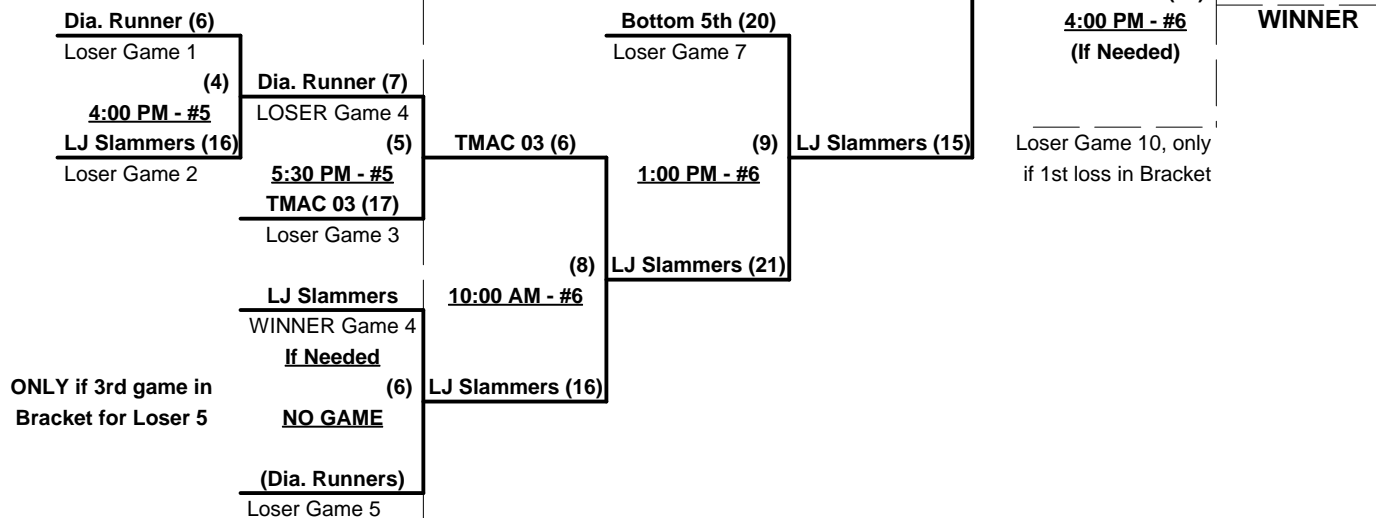 Dia. Runner (6)
Loser Game 1
(4)
4:00 PM - #5
LJ Slammers (16)
Loser Game 2
Dia. Runner (7)
LOSER Game 4
(5)
5:30 PM - #5
TMAC 03 (17)
Loser Game 3
LJ Slammers
WINNER Game 4
If Needed
(6)
NO GAME
(Dia. Runners)
Loser Game 5
ONLY if 3rd game in
Bracket for Loser 5
TMAC 03 (6)
(8)
10:00 AM - #6
LJ Slammers (16)
Bottom 5th (20)
Loser Game 7
(9)
1:00 PM - #6
LJ Slammers (21)
LJ Slammers (15)
4:00 PM - #6
(If Needed)
Loser Game 10, only
if 1st loss in Bracket
WINNER